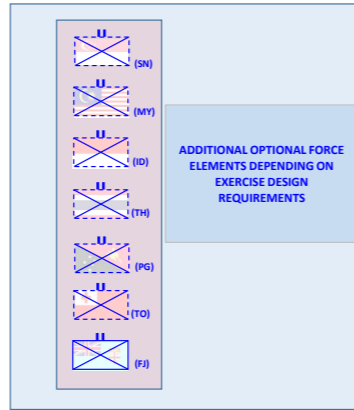 U
(SN)
U
(MY)
U
(ID)
U
(TH)
U
(PG)
U
(TO)
U
(FJ)
ADDITIONAL OPTIONAL FORCE
ELEMENTS DEPENDING ON
EXERCISE DESIGN
REQUIREMENTS